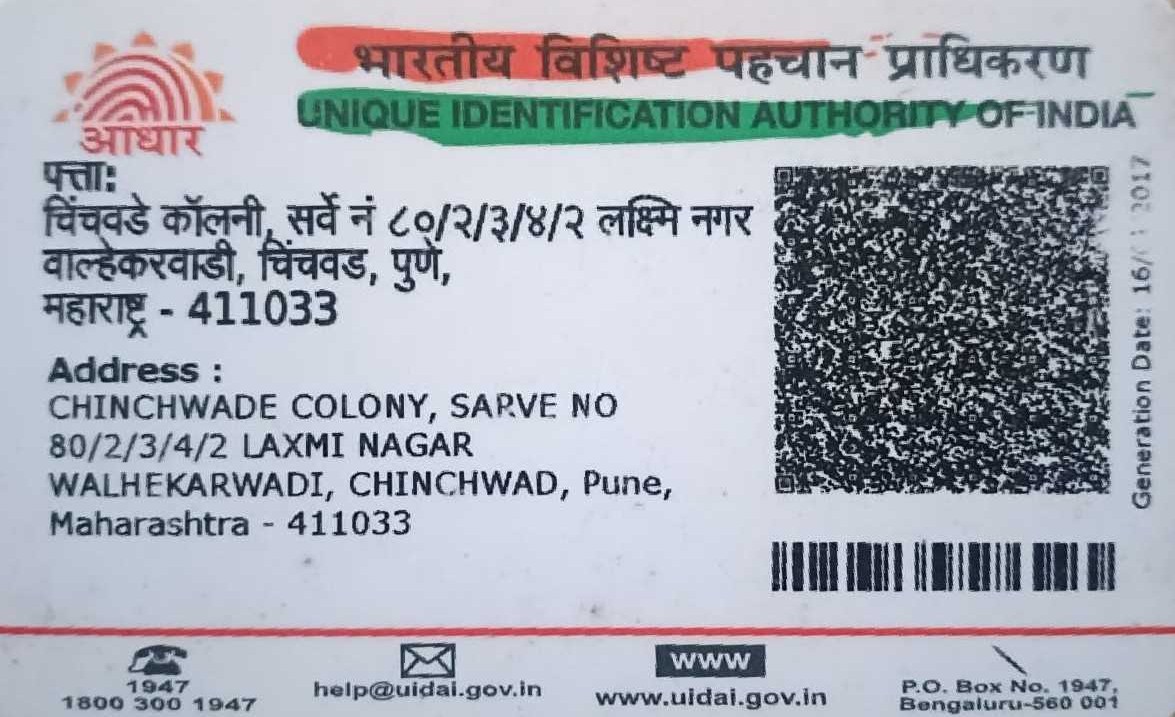 भारतीय विशिष्ट पहचान प्राधिकरण
UNIQUE IDENTIFICATION AUTHORITY OF INDIA
आधार
पत्ता:
चिंचवडे कॉलनी, सर्वे नं ८०/२/३/४/२ लक्ष्मि नगर
वाल्हेकरवाडी, चिंचवड, पुणे,
महाराष्ट्र - 411033
Address :
CHINCHWADE COLONY, SARVE NO
80/2/3/4/2 LAXMI NAGAR
WALHEKARWADI, CHINCHWAD, Pune,
Maharashtra - 411033
Generation Date: 2017
1947
1800 300 1947
help@uidai.gov.in
www
www.uidai.gov.in
P.O. Box No. 1947,
Bengaluru-560 001